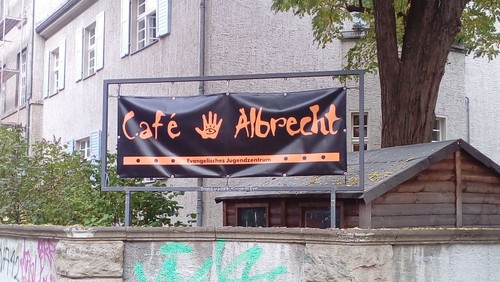 Café Albrecht
Evangelisches Jugendzentrum